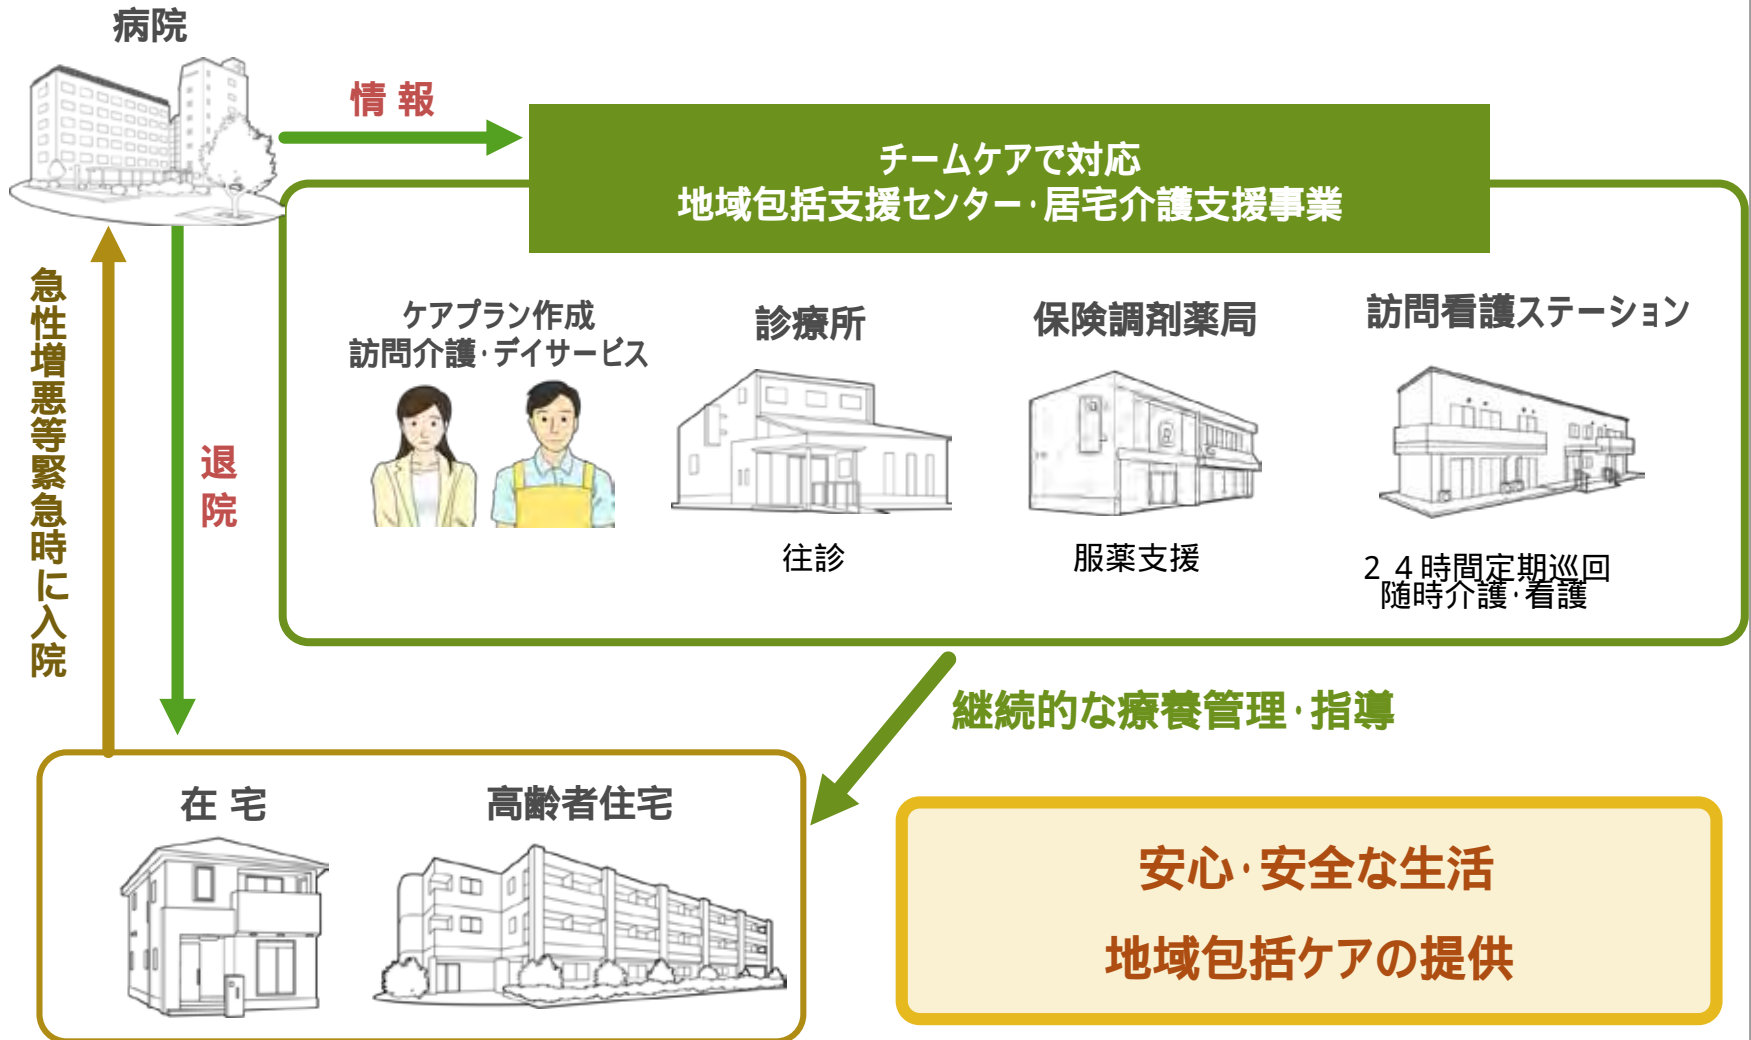 病院
情 報
チームケアで対応
地域包括支援センター・居宅介護支援事業
ケアプラン作成
訪問介護・デイサービス
診療所
保険調剤薬局
訪問看護ステーション
往診
服薬支援
２４時間定期巡回
随時介護・看護
急性増悪等緊急時に入院
退院
継続的な療養管理・指導
在 宅
高齢者住宅
安心・安全な生活
地域包括ケアの提供